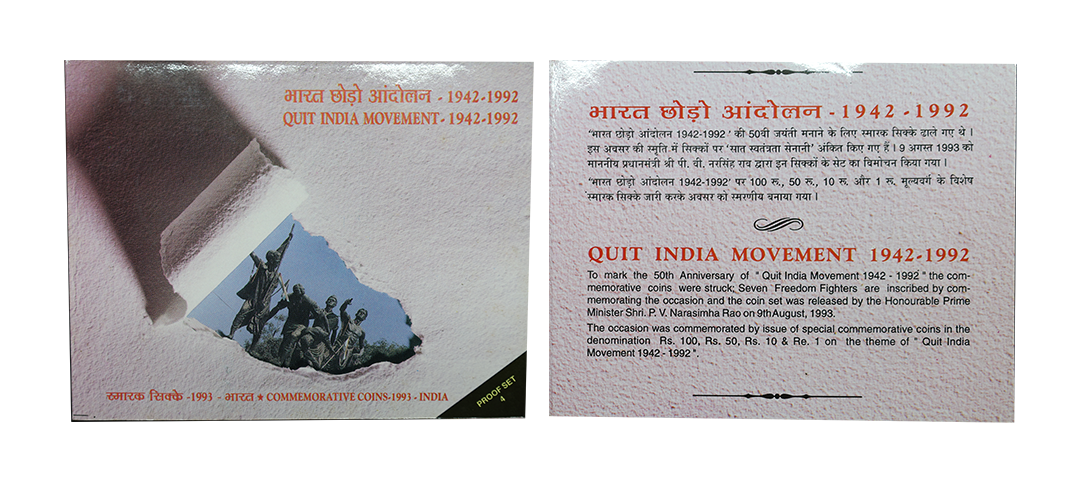 भारत छोड़ो आंदोलन - 1942-1992
QUIT INDIA MOVEMENT- 1942-1992
स्मारक सिक्के -1993 - भारत ★ COMMEMORATIVE COINS-1993 - INDIA
PROOF SET
4
भारत छोड़ो आंदोलन - 1942 - 1992
'भारत छोड़ो आंदोलन 1942-1992 ' की 50वीं जयंती मनाने के लिए स्मारक सिक्के ढाले गए थे ।
इस अवसर की स्मृति में सिक्कों पर 'सात स्वतंत्रता सेनानी' अंकित किए गए हैं । 9 अगस्त 1993 को
माननीय प्रधानमंत्री श्री पी. वी. नरसिंह राव द्वारा इन सिक्कों के सेट का विमोचन किया गया ।
'भारत छोड़ो आंदोलन 1942-1992' पर 100 रू., 50 रू., 10 रू. और 1 रू. मूल्यवर्ग के विशेष
स्मारक सिक्के जारी करके अवसर को स्मरणीय बनाया गया ।
QUIT INDIA MOVEMENT 1942-1992
To mark the 50th Anniversary of " Quit India Movement 1942 - 1992 " the com-
memorative coins were struck; Seven Freedom Fighters are inscribed by com-
memorating the occasion and the coin set was released by the Honourable Prime
Minister Shri. P. V. Narasimha Rao on 9th August, 1993.
The occasion was commemorated by issue of special commemorative coins in the
denomination Rs. 100, Rs. 50, Rs. 10 & Re. 1 on the theme of " Quit India
Movement 1942 - 1992 ".